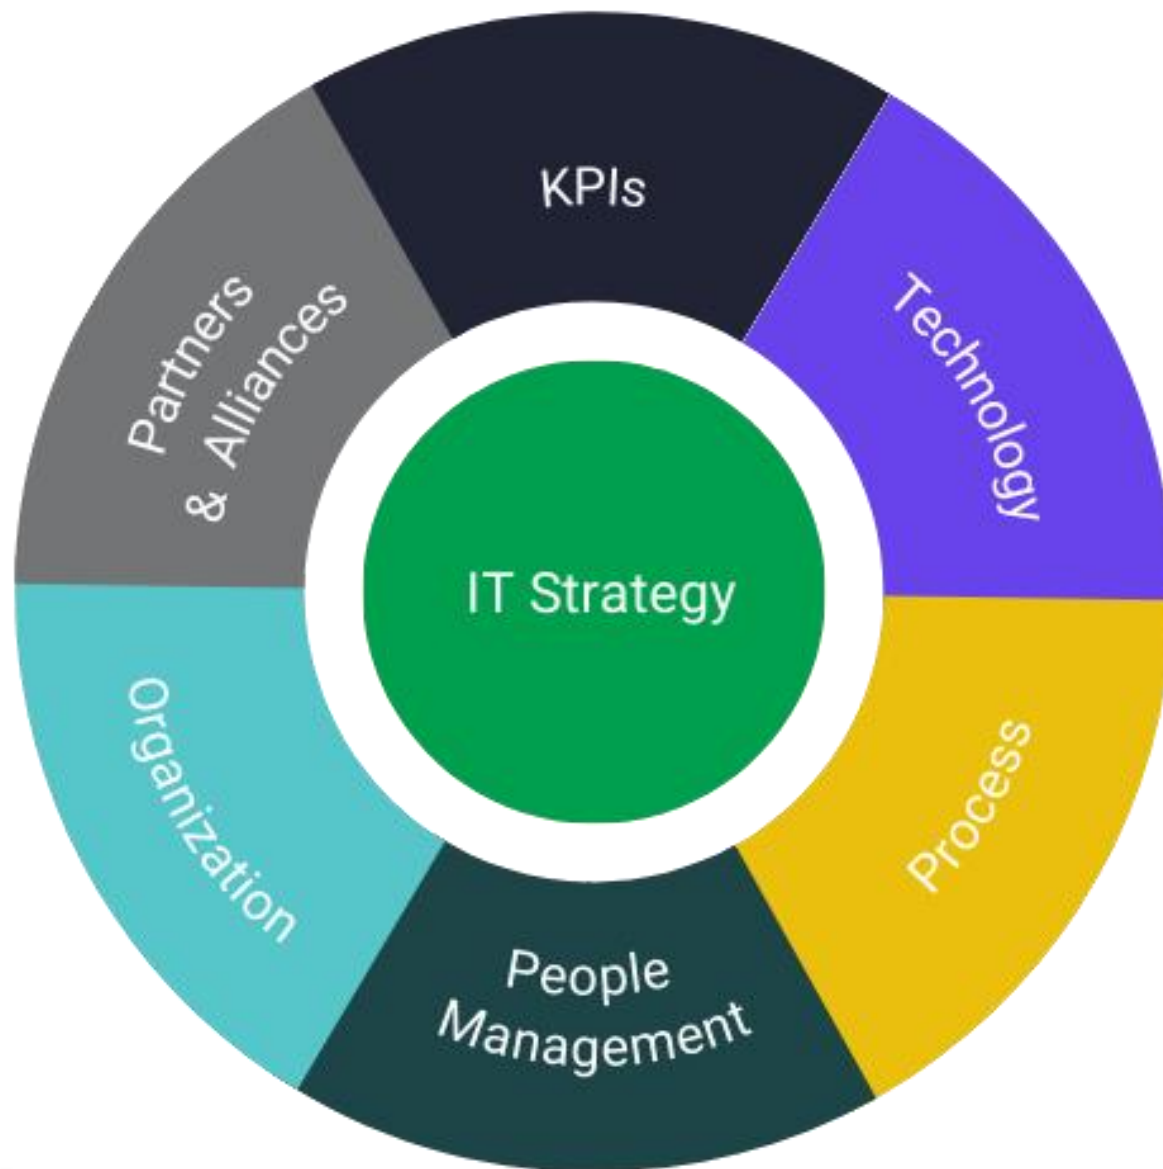 KPIs
Technology
Process
People
Management
Organization
Partners
& Alliances
IT Strategy